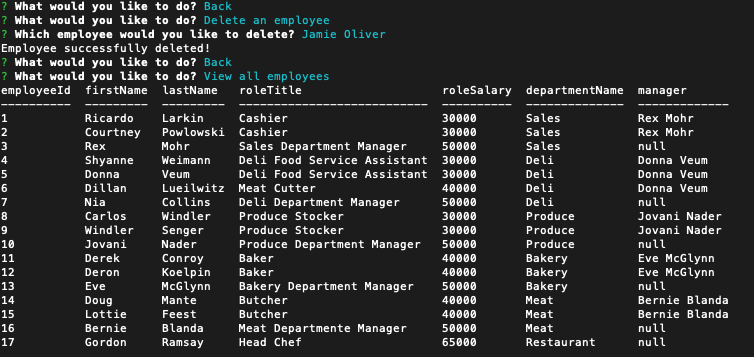 ? What would you like to do? Back
? What would you like to do? Delete an employee
? Which employee would you like to delete? Jamie Oliver
Employee successfully deleted!
? What would you like to do? Back
? What would you like to do? View all employees
employeeId  firstName  lastName   roleTitle                    roleSalary  departmentName  manager
----------  ---------  ---------  ---------------------------  ----------  --------------  -------------
1           Ricardo    Larkin     Cashier                      30000       Sales           Rex Mohr
2           Courtney   Powlowski  Cashier                      30000       Sales           Rex Mohr
3           Rex        Mohr       Sales Department Manager     50000       Sales           null
4           Shyanne    Weimann    Deli Food Service Assistant  30000       Deli            Donna Veum
5           Donna      Veum       Deli Food Service Assistant  30000       Deli            Donna Veum
6           Dillan     Lueilwitz  Meat Cutter                  40000       Deli            Donna Veum
7           Nia        Collins    Deli Department Manager      50000       Deli            null
8           Carlos     Windler    Produce Stocker              30000       Produce         Jovani Nader
9           Windler    Senger     Produce Stocker              30000       Produce         Jovani Nader
10          Jovani     Nader      Produce Department Manager   50000       Produce         null
11          Derek      Conroy     Baker                        40000       Bakery          Eve McGlynn
12          Deron      Koelpin    Baker                        40000       Bakery          Eve McGlynn
13          Eve        McGlynn    Bakery Department Manager    50000       Bakery          null
14          Doug       Mante      Butcher                      40000       Meat            Bernie Blanda
15          Lottie     Feest      Butcher                      40000       Meat            Bernie Blanda
16          Bernie     Blanda     Meat Departmente Manager     50000       Meat            null
17          Gordon     Ramsay     Head Chef                    65000       Restaurant      null